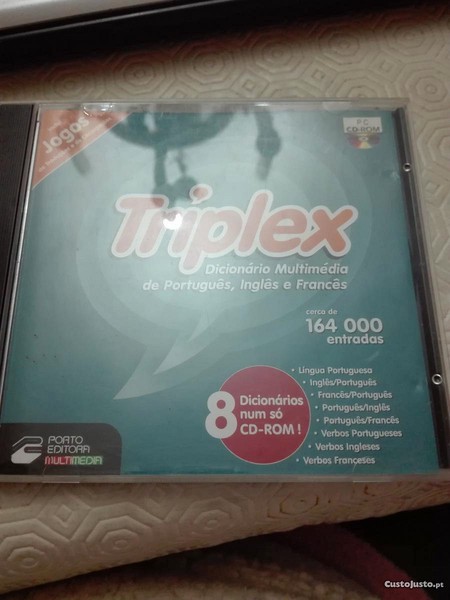 Jogos
PC
CD-ROM
Triplex
Dicionário Multimédia
de Português, Inglês e Francês
cerca de
164 000
entradas
8 Dicionários
num só
CD-ROM !
• Língua Portuguesa
• Inglês/Português
• Francês/Português
• Português/Inglês
• Português/Francês
• Verbos Portugueses
• Verbos Ingleses
• Verbos Franceses
PORTO
EDITORA
MULTIMEDIA
CustoJusto.pt